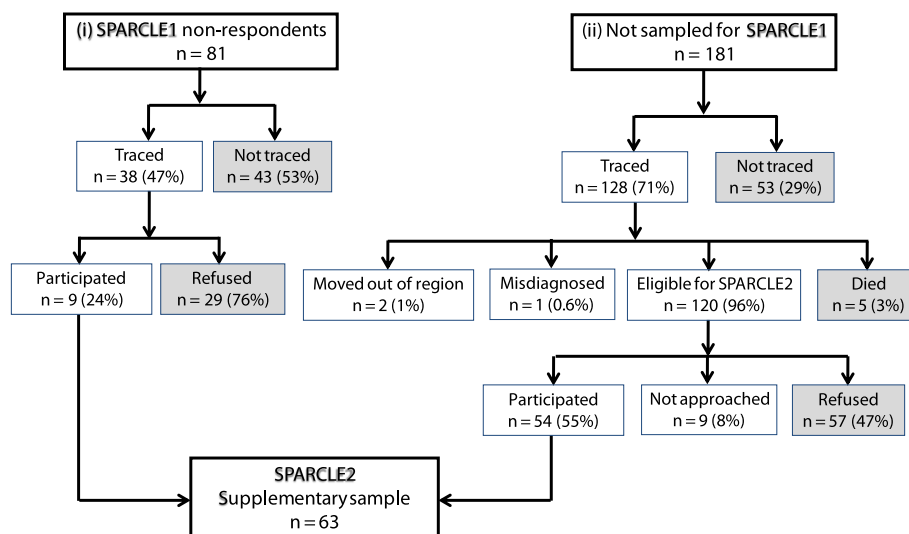 (i) SPARCLE1 non-respondents
n = 81
(ii) Not sampled for SPARCLE1
n = 181
Traced
n = 38 (47%)
Not traced
n = 43 (53%)
Traced
n = 128 (71%)
Not traced
n = 53 (29%)
Participated
n = 9 (24%)
Refused
n = 29 (76%)
Moved out of region
n = 2 (1%)
Misdiagnosed
n = 1 (0.6%)
Eligible for SPARCLE2
n = 120 (96%)
Died
n = 5 (3%)
Participated
n = 54 (55%)
Not approached
n = 9 (8%)
Refused
n = 57 (47%)
SPARCLE2
Supplementary sample
n = 63